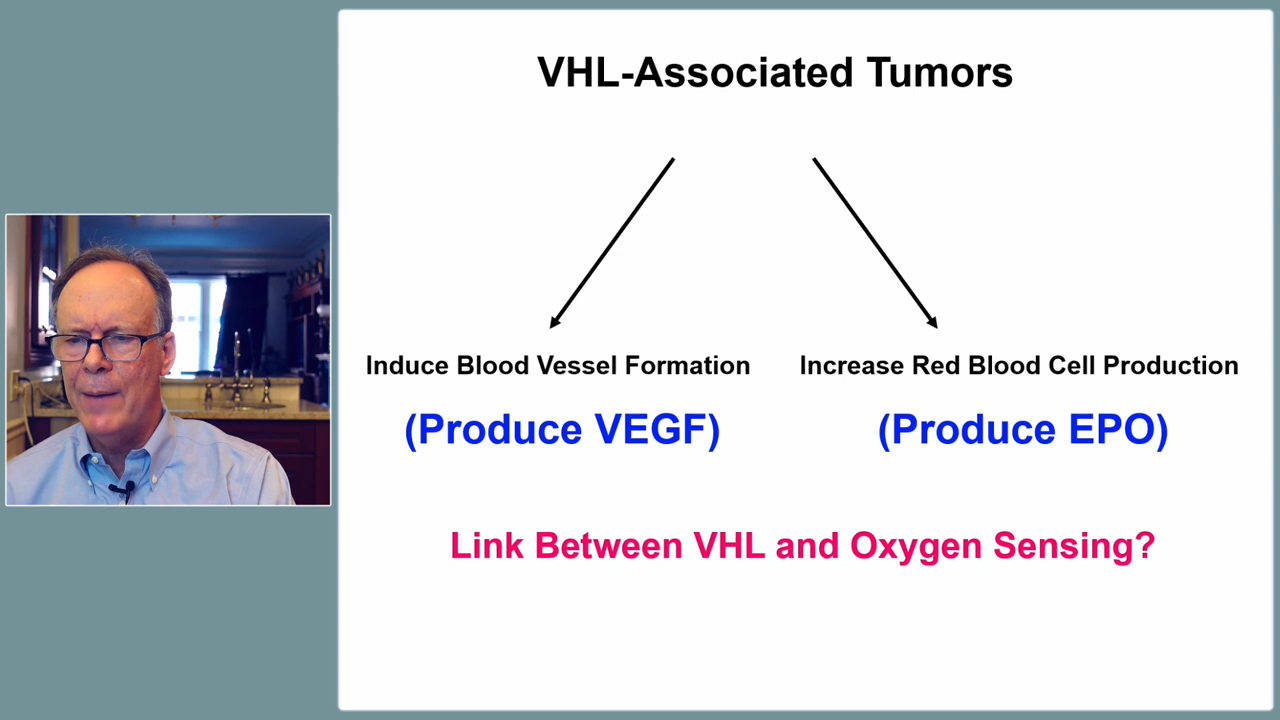 VHL-Associated Tumors
Induce Blood Vessel Formation
Increase Red Blood Cell Production
(Produce VEGF)
(Produce EPO)
Link Between VHL and Oxygen Sensing?